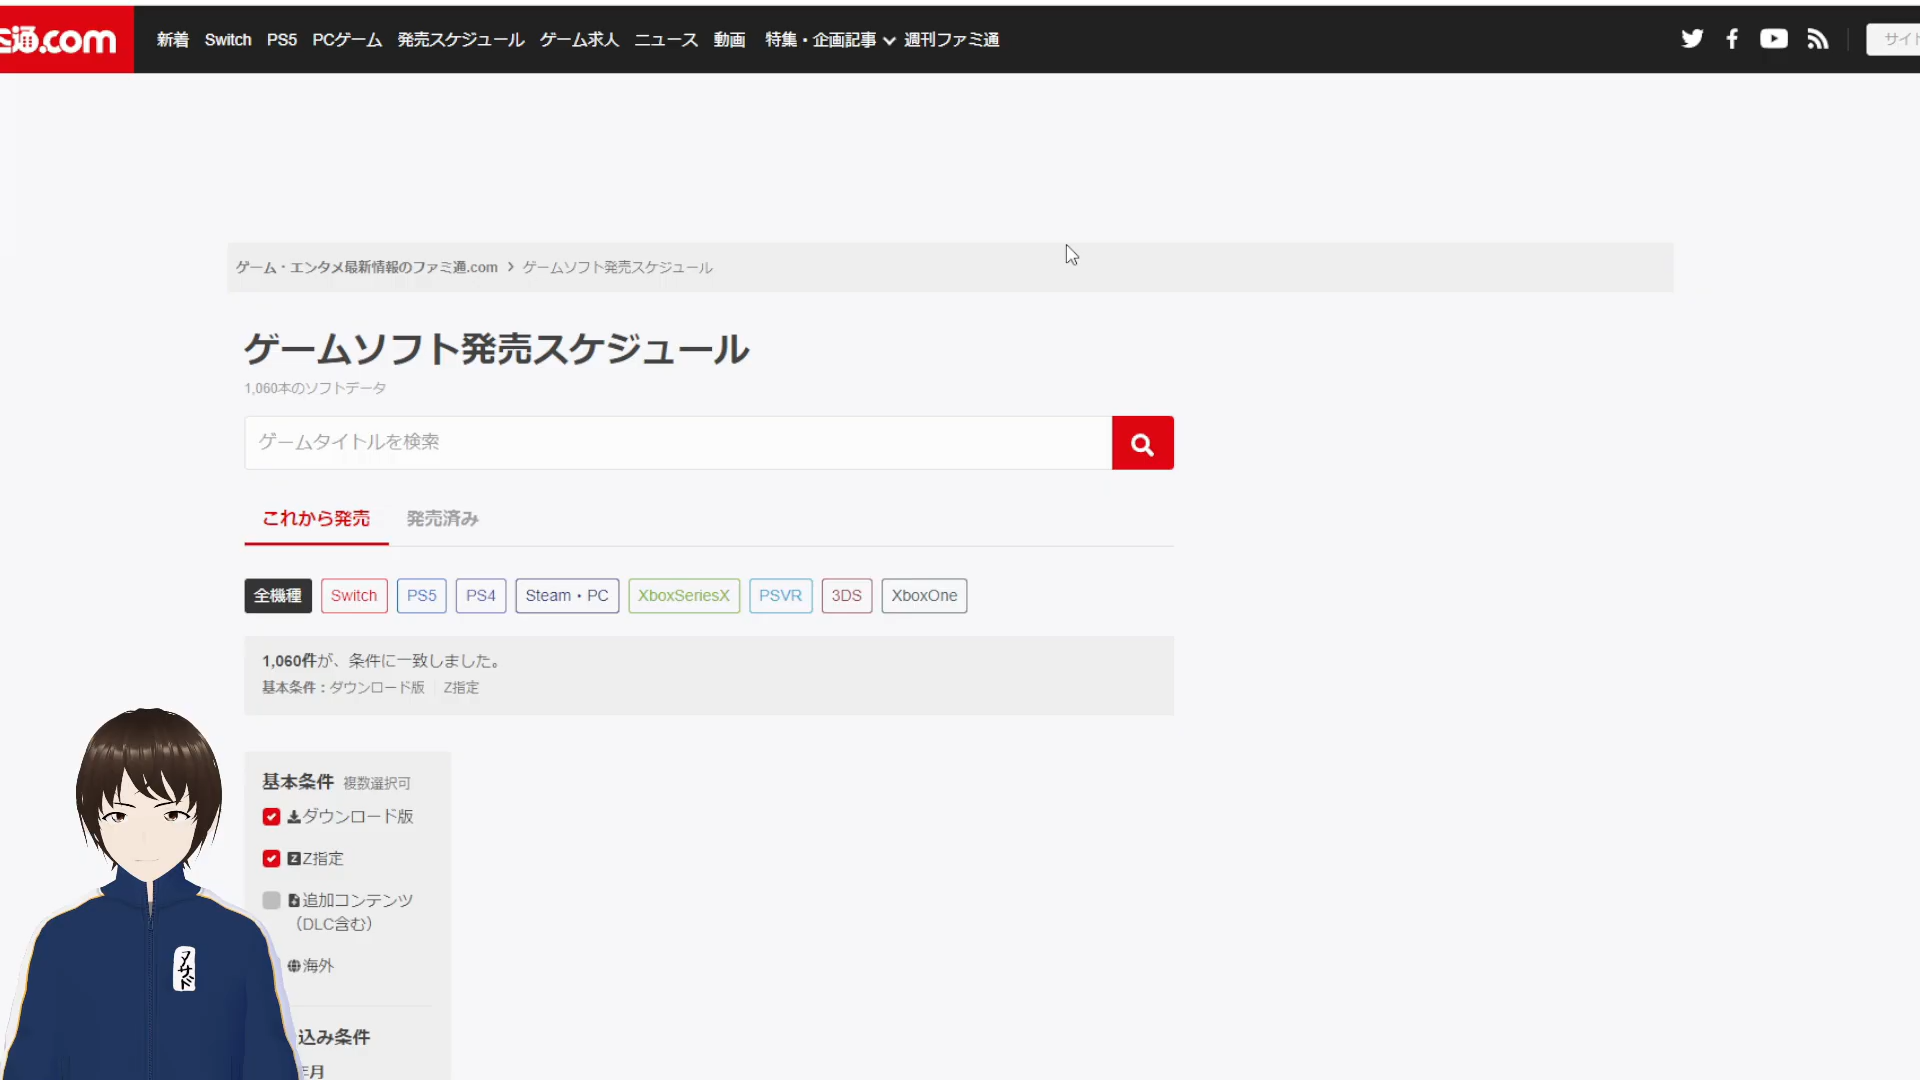 ミ通.com
新着 Switch PS5 PCゲーム 発売スケジュール ゲーム求人 ニュース 動画 特集・企画記事 週刊ファミ通
サイト
ゲーム・エンタメ最新情報のファミ通.com › ゲームソフト発売スケジュール
ゲームソフト発売スケジュール
1,060本のソフトデータ
ゲームタイトルを検索
これから発売 発売済み
全機種 Switch PS5 PS4 Steam・PC XboxSeriesX PSVR 3DS XboxOne
1,060件が、条件に一致しました。
基本条件：ダウンロード版 Z指定
基本条件 複数選択可
ダウンロード版
Z Z指定
追加コンテンツ
（DLC含む）
海外
込み条件
年月